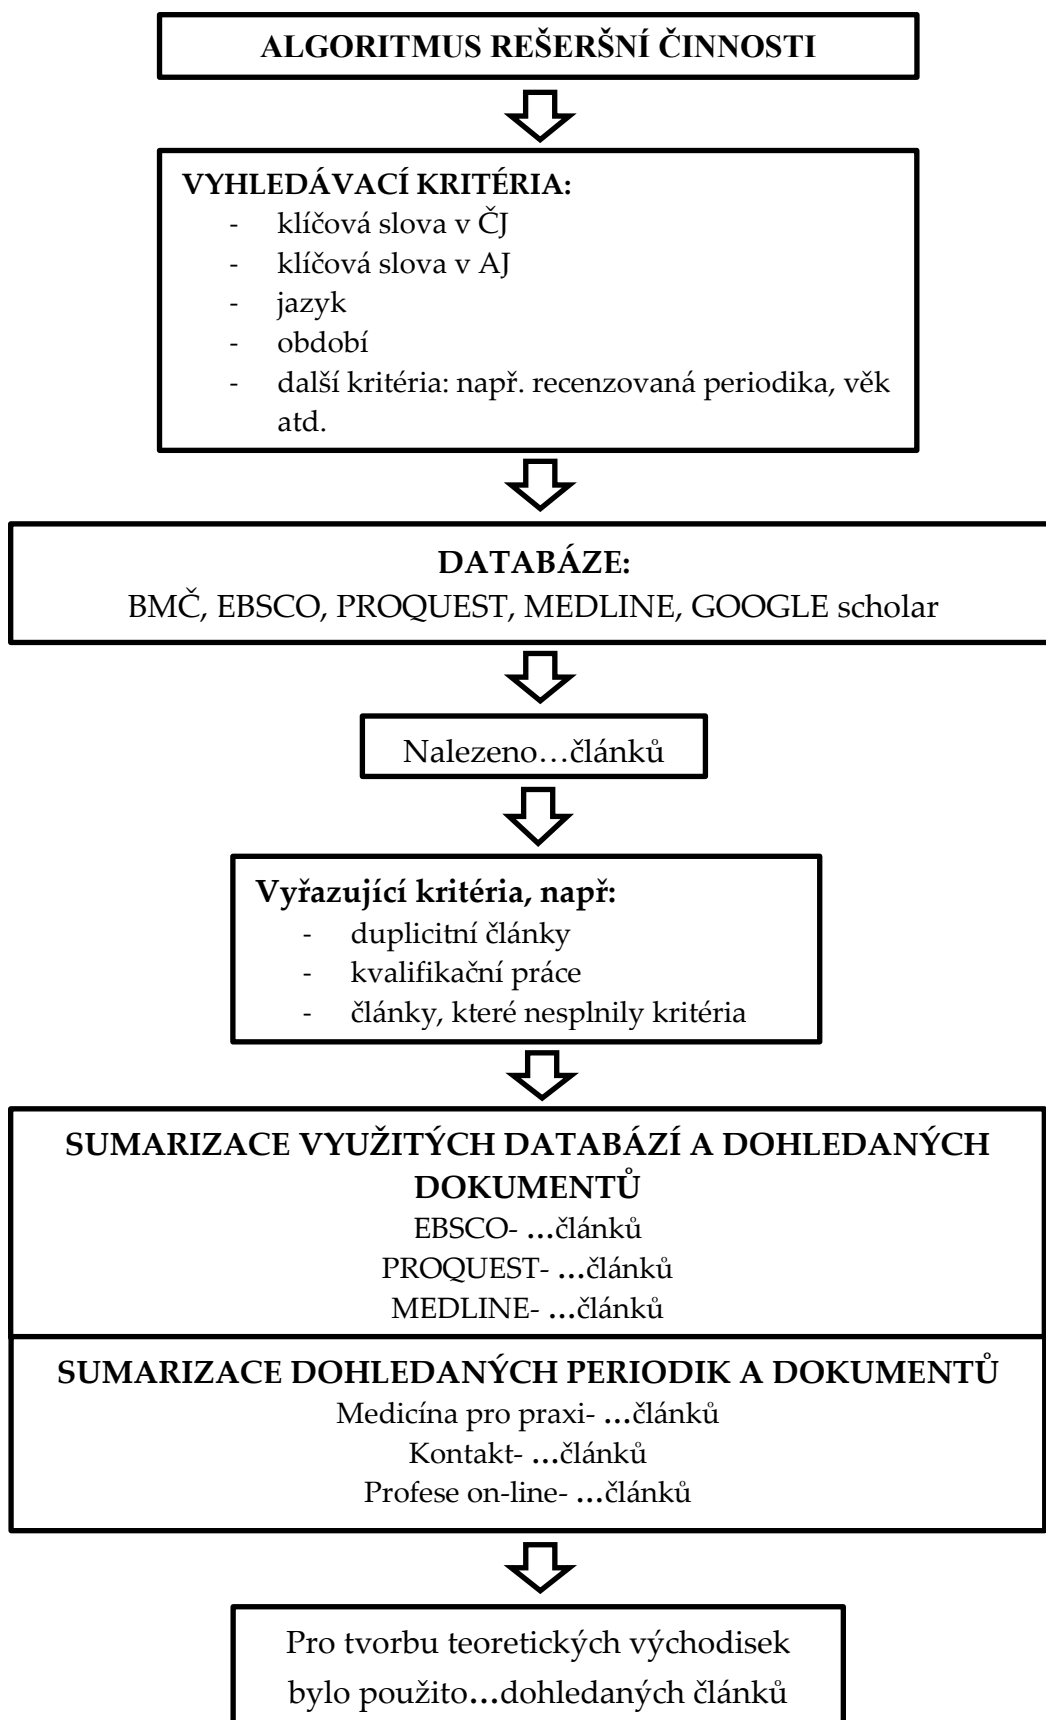 ALGORITMUS REŠERŠNÍ ČINNOSTI
VYHLEDÁVACÍ KRITÉRIA:
- klíčová slova v ČJ
- klíčová slova v AJ
- jazyk
- období
- další kritéria: např. recenzovaná periodika, věk
atd.
DATABÁZE:
BMČ, EBSCO, PROQUEST, MEDLINE, GOOGLE scholar
Nalezeno…článků
Vyřazující kritéria, např:
- duplicitní články
- kvalifikační práce
- články, které nesplnily kritéria
SUMARIZACE VYUŽITÝCH DATABÁZÍ A DOHLEDANÝCH
DOKUMENTŮ
EBSCO- …článků
PROQUEST- …článků
MEDLINE- …článků
SUMARIZACE DOHLEDANÝCH PERIODIK A DOKUMENTŮ
Medicína pro praxi- …článků
Kontakt- …článků
Profese on-line- …článků
Pro tvorbu teoretických východisek
bylo použito…dohledaných článků